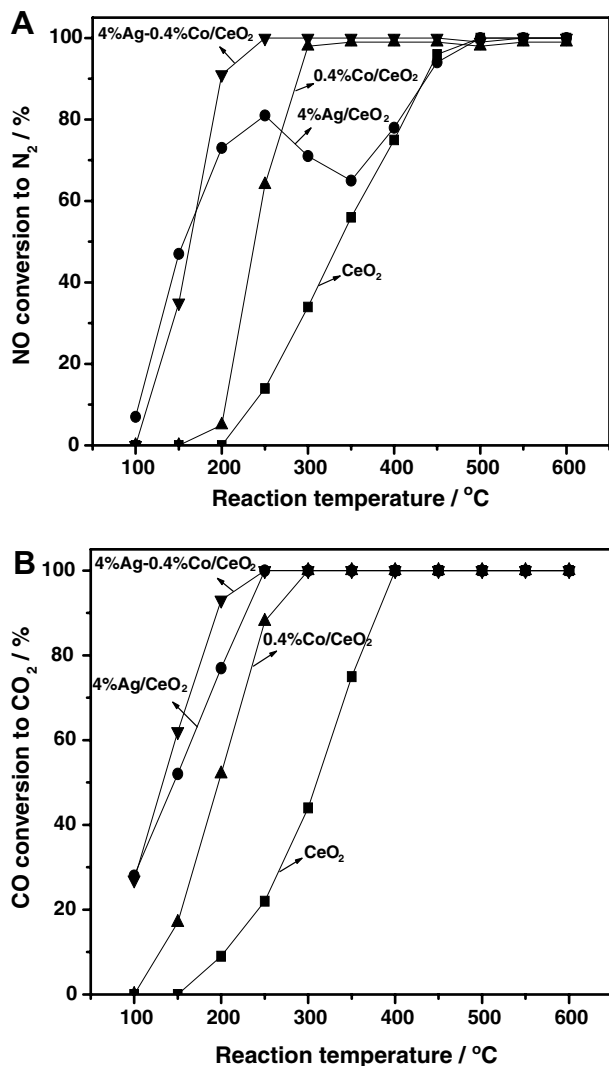 A
NO conversion to N₂ / %
100
80
60
40
20
0
4%Ag-0.4%Co/CeO₂
0.4%Co/CeO₂
4%Ag/CeO₂
CeO₂
100 200 300 400 500 600
Reaction temperature / °C
B
CO conversion to CO₂ / %
100
80
60
40
20
0
4%Ag-0.4%Co/CeO₂
0.4%Co/CeO₂
4%Ag/CeO₂
CeO₂
100 200 300 400 500 600
Reaction temperature / °C